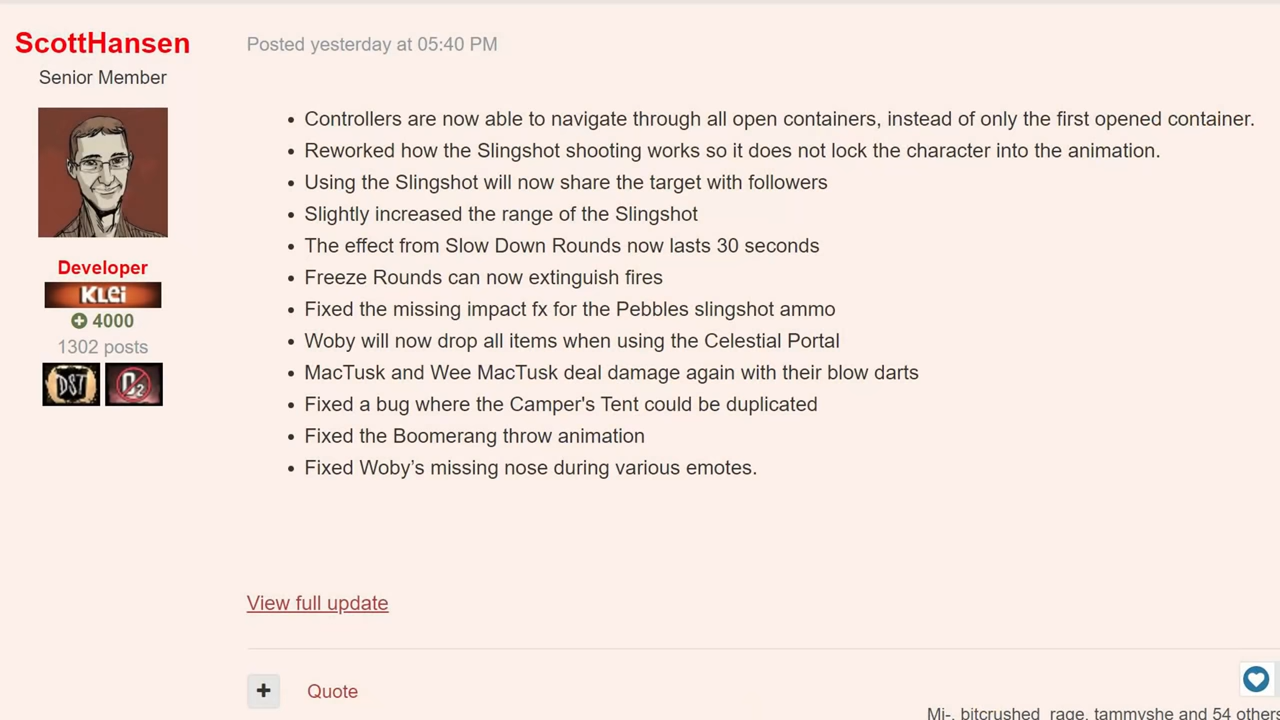 ScottHansen
Senior Member
Developer
KLei
4000
1302 posts
DST
Posted yesterday at 05:40 PM
Controllers are now able to navigate through all open containers, instead of only the first opened container.
Reworked how the Slingshot shooting works so it does not lock the character into the animation.
Using the Slingshot will now share the target with followers
Slightly increased the range of the Slingshot
The effect from Slow Down Rounds now lasts 30 seconds
Freeze Rounds can now extinguish fires
Fixed the missing impact fx for the Pebbles slingshot ammo
Woby will now drop all items when using the Celestial Portal
MacTusk and Wee MacTusk deal damage again with their blow darts
Fixed a bug where the Camper's Tent could be duplicated
Fixed the Boomerang throw animation
Fixed Woby’s missing nose during various emotes.
View full update
+ Quote
Mi-, bitcrushed_rage, tammyshe and 54 others